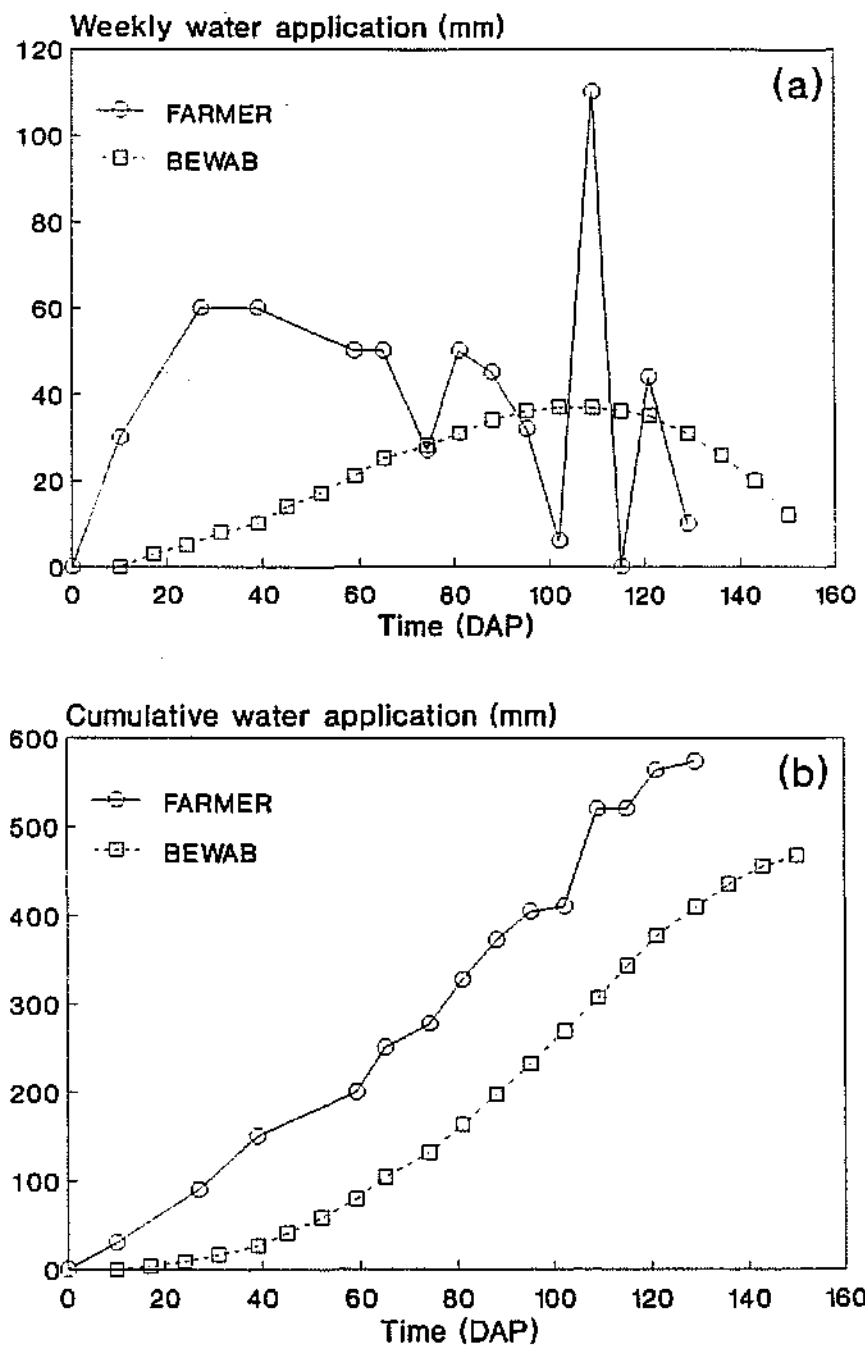 Weekly water application (mm)
120
(a)
FARMER
BEWAB
100
80
60
40
20
0
0 20 40 60 80 100 120 140 160
Time (DAP)
Cumulative water application (mm)
600
(b)
FARMER
BEWAB
500
400
300
200
100
0
0 20 40 60 80 100 120 140 160
Time (DAP)